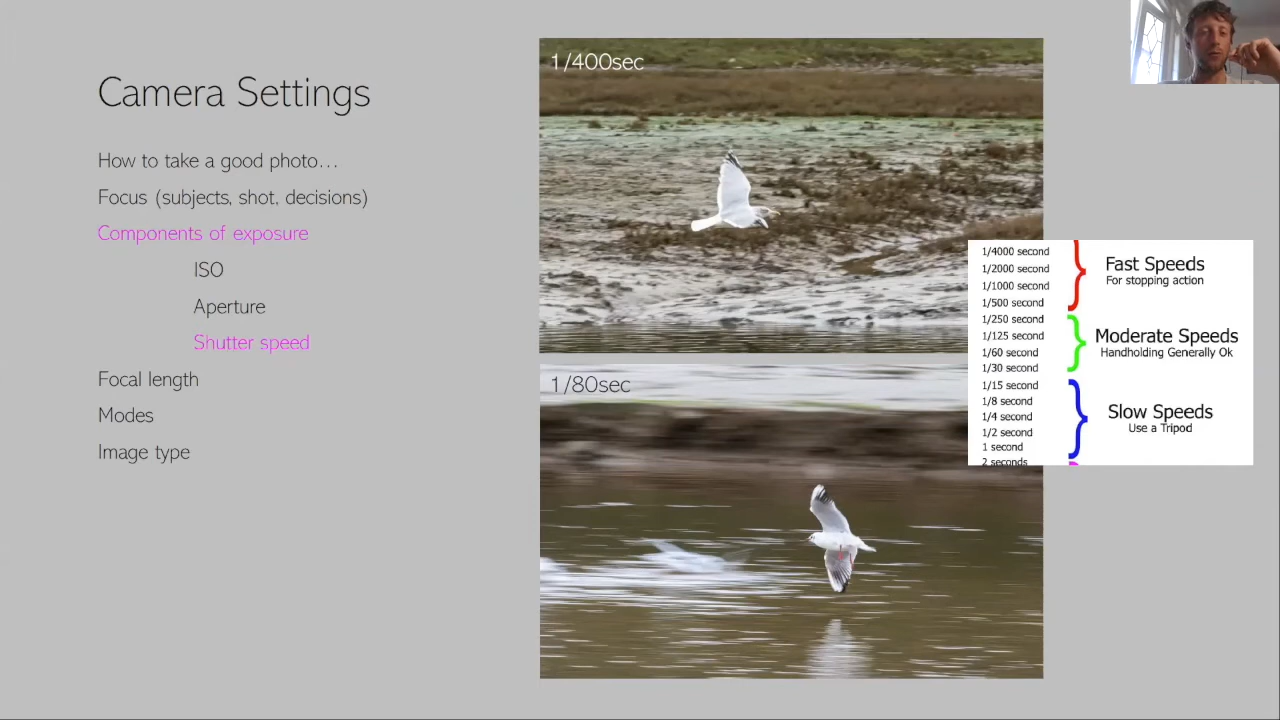 Camera Settings
How to take a good photo…
Focus (subjects, shot, decisions)
Components of exposure
ISO
Aperture
Shutter speed
Focal length
Modes
Image type
1/400sec
1/80sec
1/4000 second
1/2000 second
1/1000 second
1/500 second
1/250 second
1/125 second
1/60 second
1/30 second
1/15 second
1/8 second
1/4 second
1/2 second
1 second
2 seconds
Fast Speeds
For stopping action
Moderate Speeds
Handholding Generally Ok
Slow Speeds
Use a Tripod